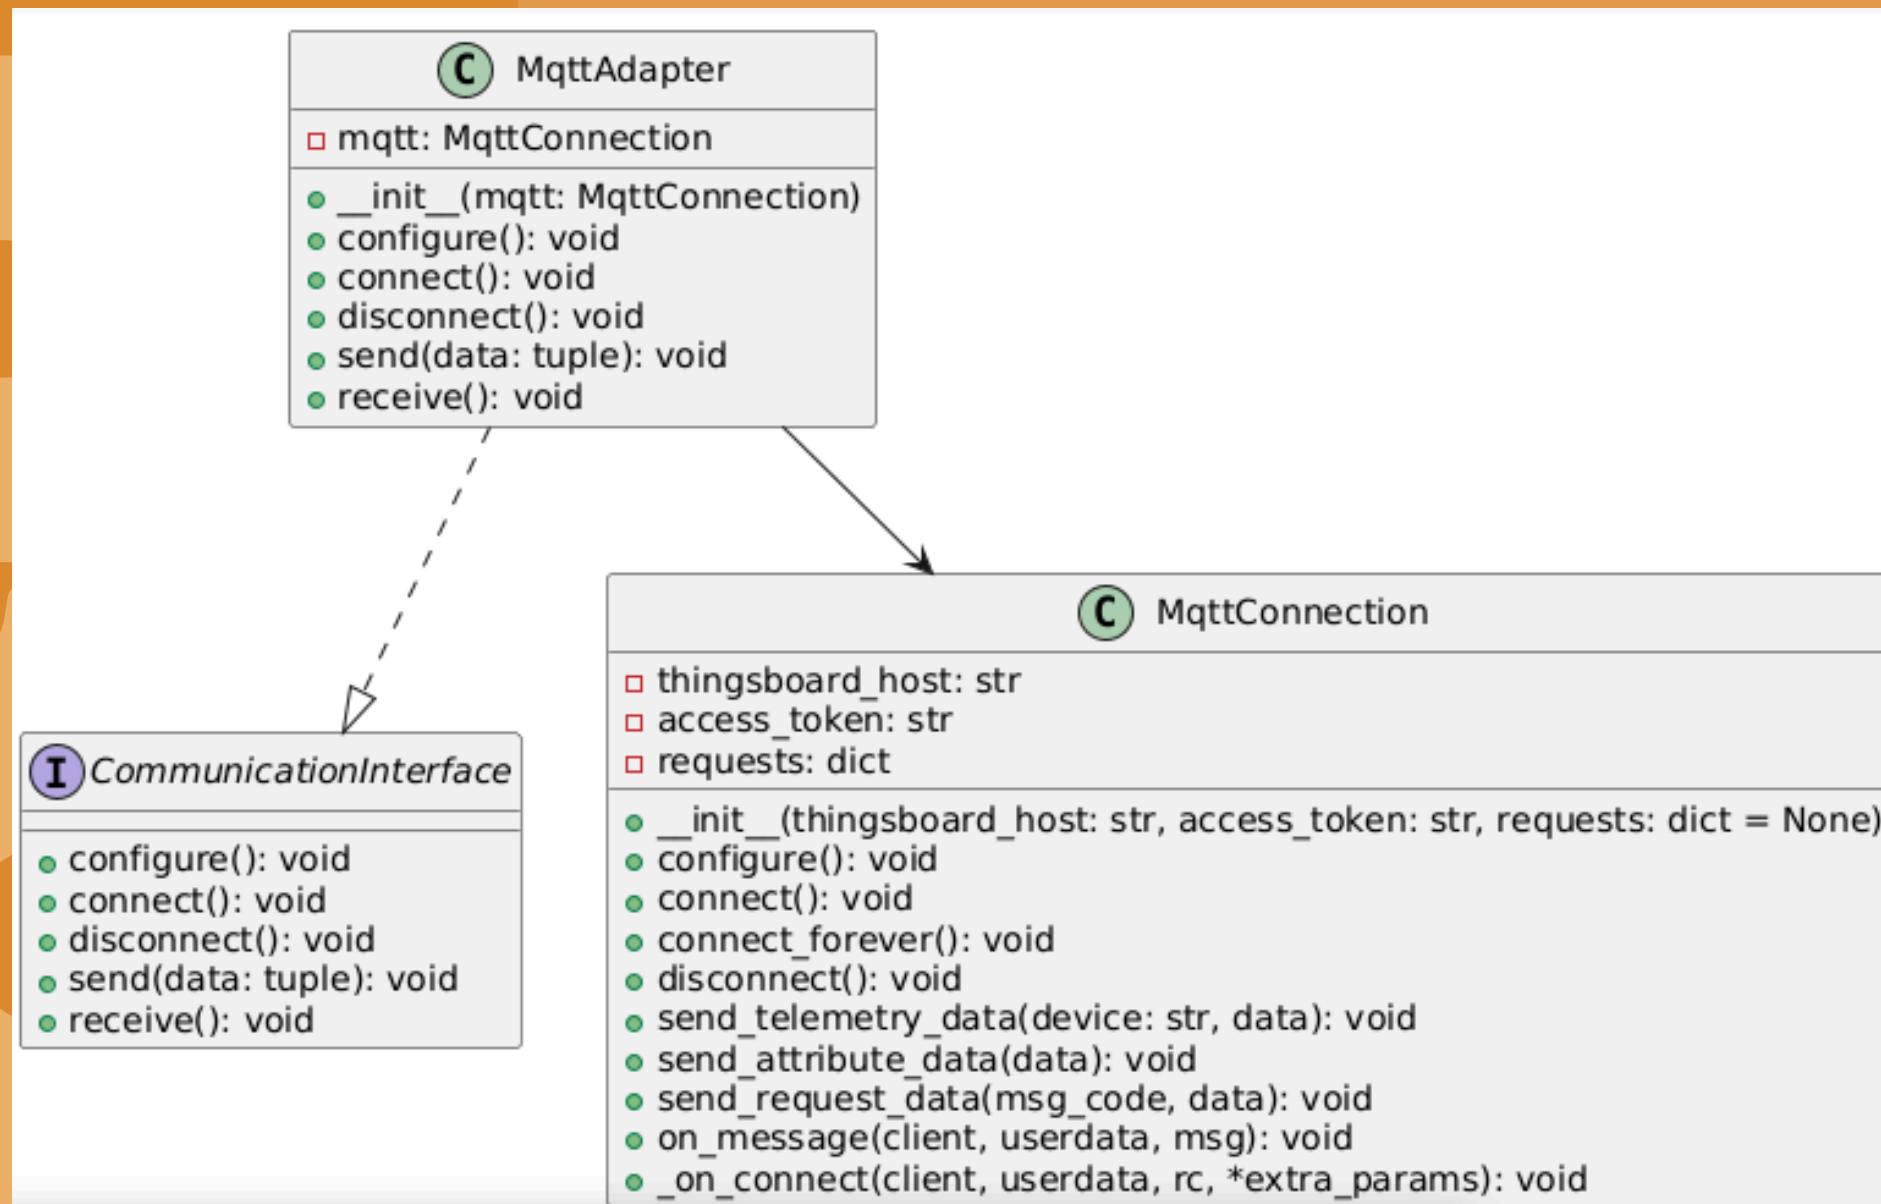 C MqttAdapter
mqtt: MqttConnection
__init__(mqtt: MqttConnection)
configure(): void
connect(): void
disconnect(): void
send(data: tuple): void
receive(): void
I CommunicationInterface
configure(): void
connect(): void
disconnect(): void
send(data: tuple): void
receive(): void
C MqttConnection
thingsboard_host: str
access_token: str
requests: dict
__init__(thingsboard_host: str, access_token: str, requests: dict = None)
configure(): void
connect(): void
connect_forever(): void
disconnect(): void
send_telemetry_data(device: str, data): void
send_attribute_data(data): void
send_request_data(msg_code, data): void
on_message(client, userdata, msg): void
_on_connect(client, userdata, rc, *extra_params): void